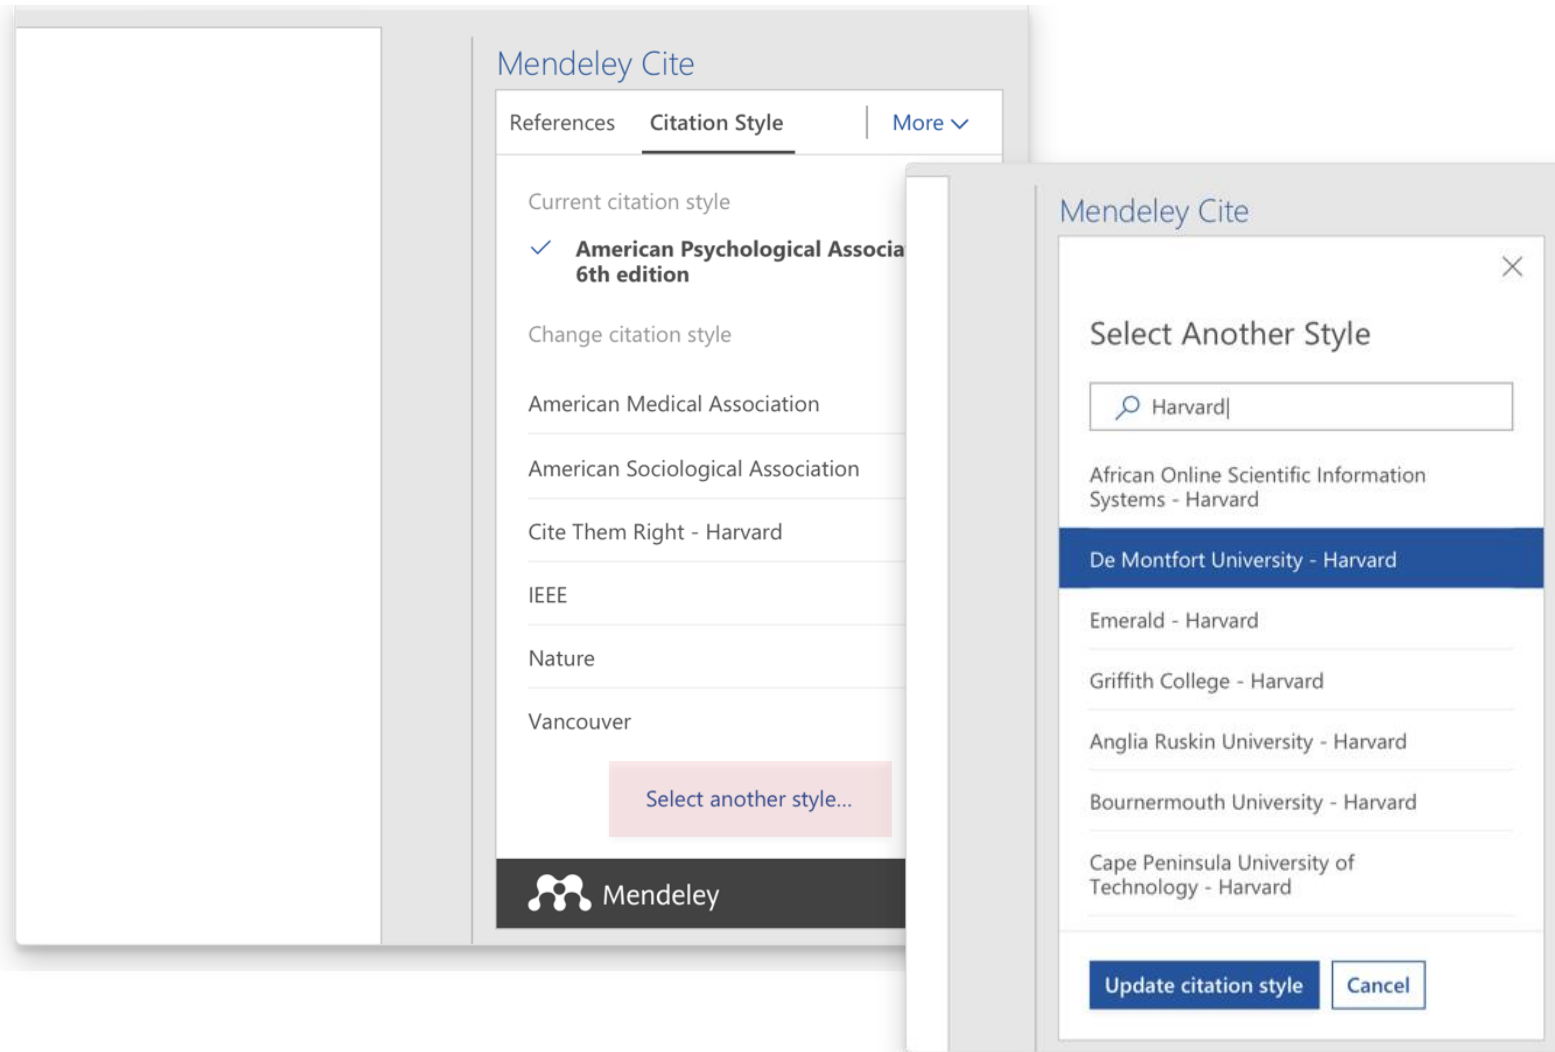 Mendeley Cite
References Citation Style More
Current citation style
American Psychological Associa
6th edition
Change citation style
American Medical Association
American Sociological Association
Cite Them Right - Harvard
IEEE
Nature
Vancouver
Select another style...
Mendeley
Mendeley Cite
Select Another Style
Harvard
African Online Scientific Information
Systems - Harvard
De Montfort University - Harvard
Emerald - Harvard
Griffith College - Harvard
Anglia Ruskin University - Harvard
Bournermouth University - Harvard
Cape Peninsula University of
Technology - Harvard
Update citation style Cancel